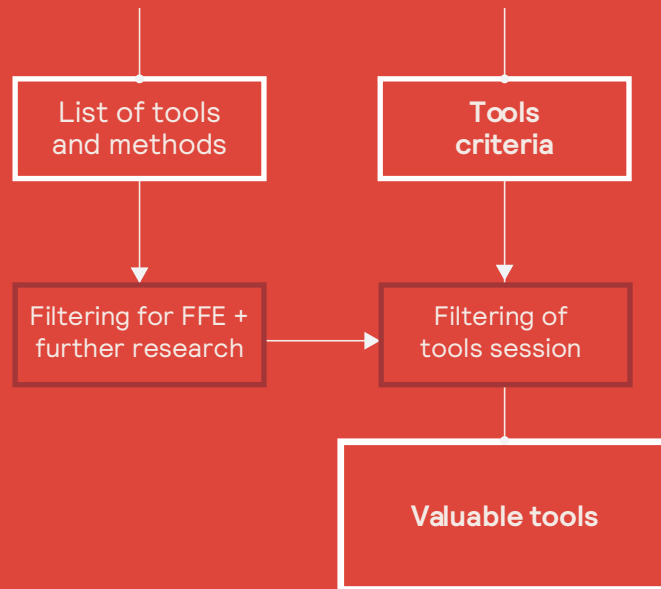 List of tools
and methods
Tools
criteria
Filtering for FFE +
further research
Filtering of
tools session
Valuable tools